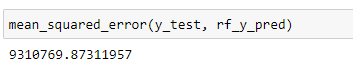 mean_squared_error(y_test, rf_y_pred)
9310769.87311957